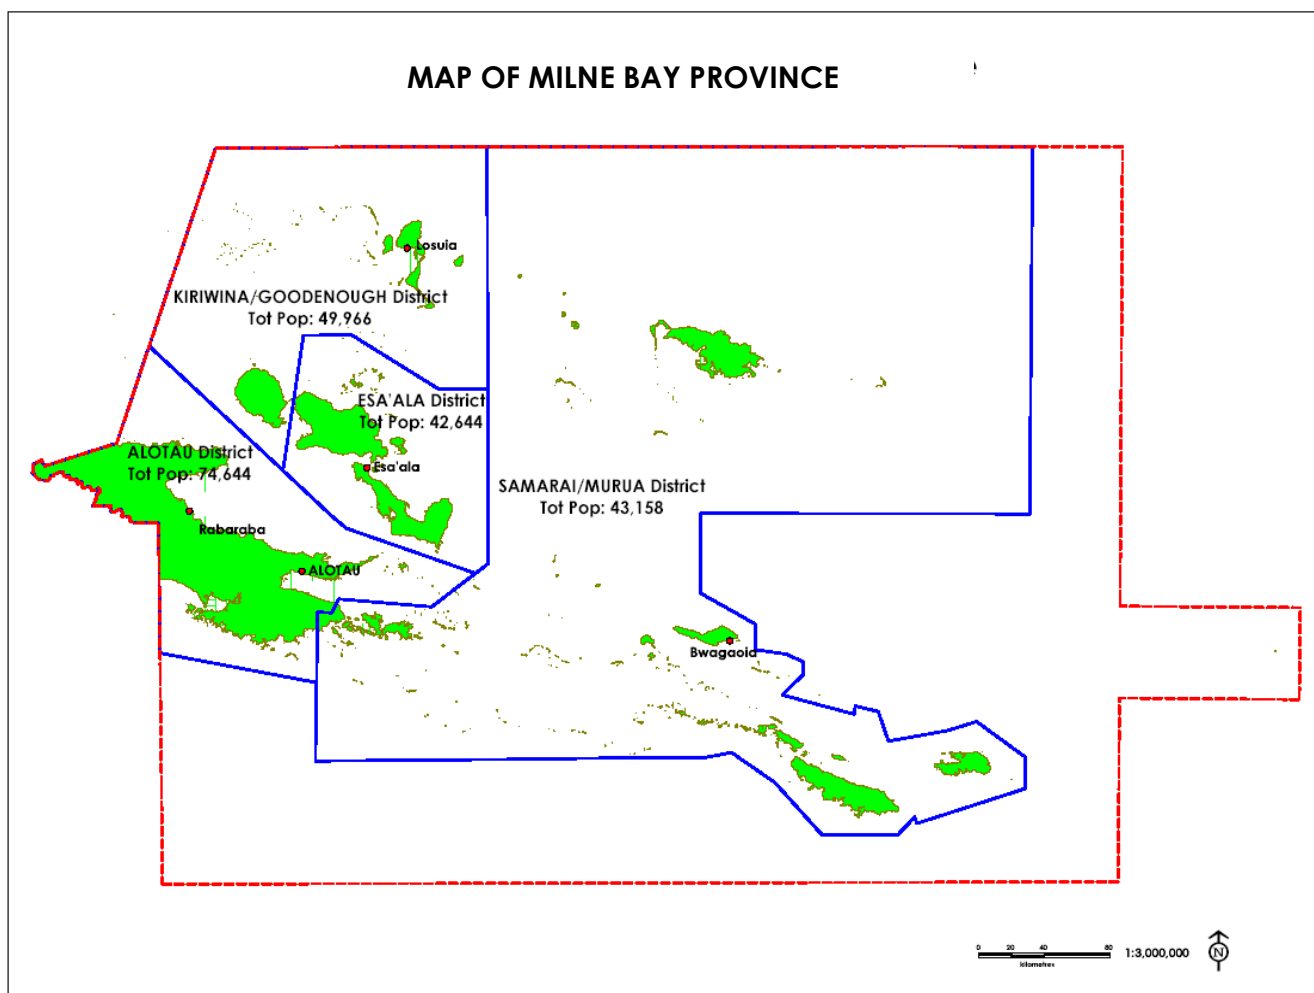 MAP OF MILNE BAY PROVINCE
Losuia
KIRIWINA/GOODENOUGH District
Tot Pop: 49,966
ESA'ALA District
Tot Pop: 42,644
ALOTAU District
Tot Pop: 74,644
Esa'ala
SAMARAI/MURUA District
Tot Pop: 43,158
Rabaraba
ALOTAU
Bwagaoia
0 20 40 80
kilometres
1:3,000,000
N